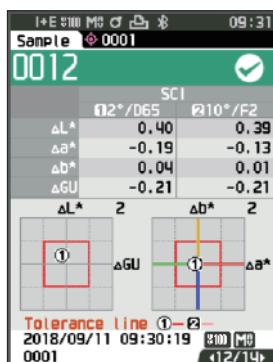 I+E M0 09:31
Sample 0001
0012
SCI
1 2°/D65 2 10°/F2
ΔL* 0.40 0.39
Δa* -0.19 -0.13
Δb* 0.04 0.01
ΔGU -0.21 -0.21
ΔL* 2 Δb* 2
① ΔGU ① Δa*
Tolerance line ①- 2 -
2018/09/11 09:30:19 M0
0001 12/14